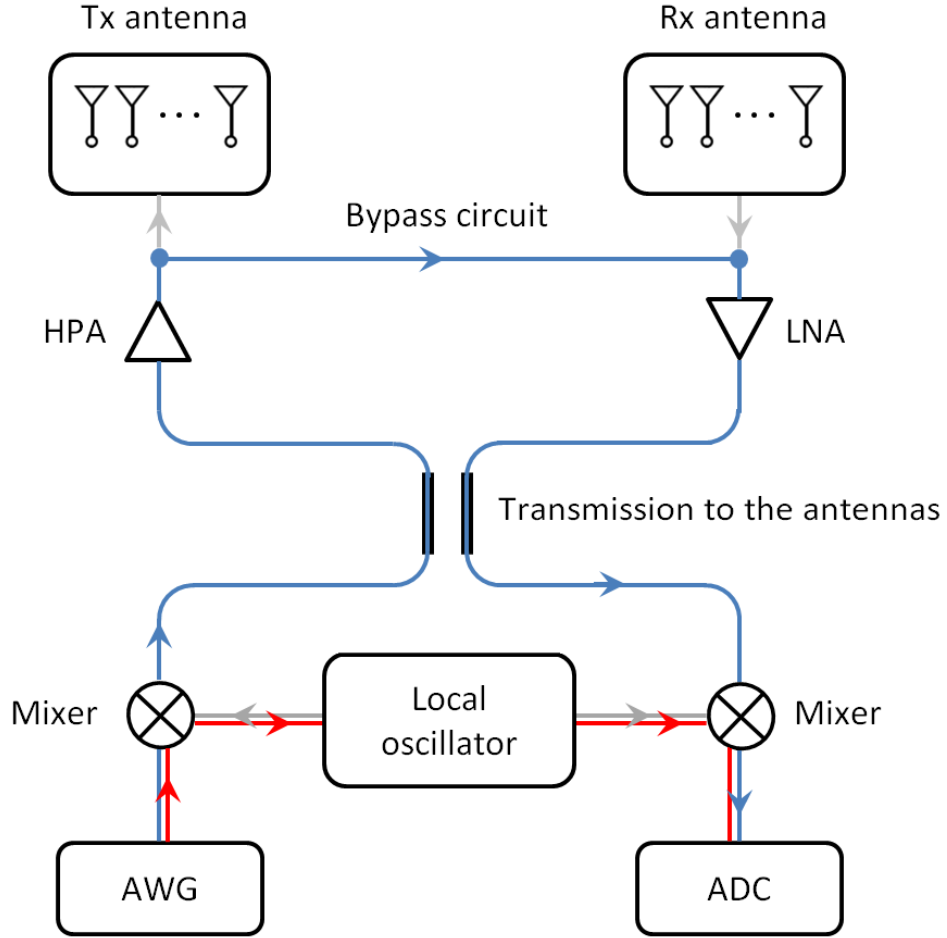 Tx antenna
Rx antenna
Bypass circuit
HPA
LNA
Transmission to the antennas
Mixer
Local
oscillator
Mixer
AWG
ADC